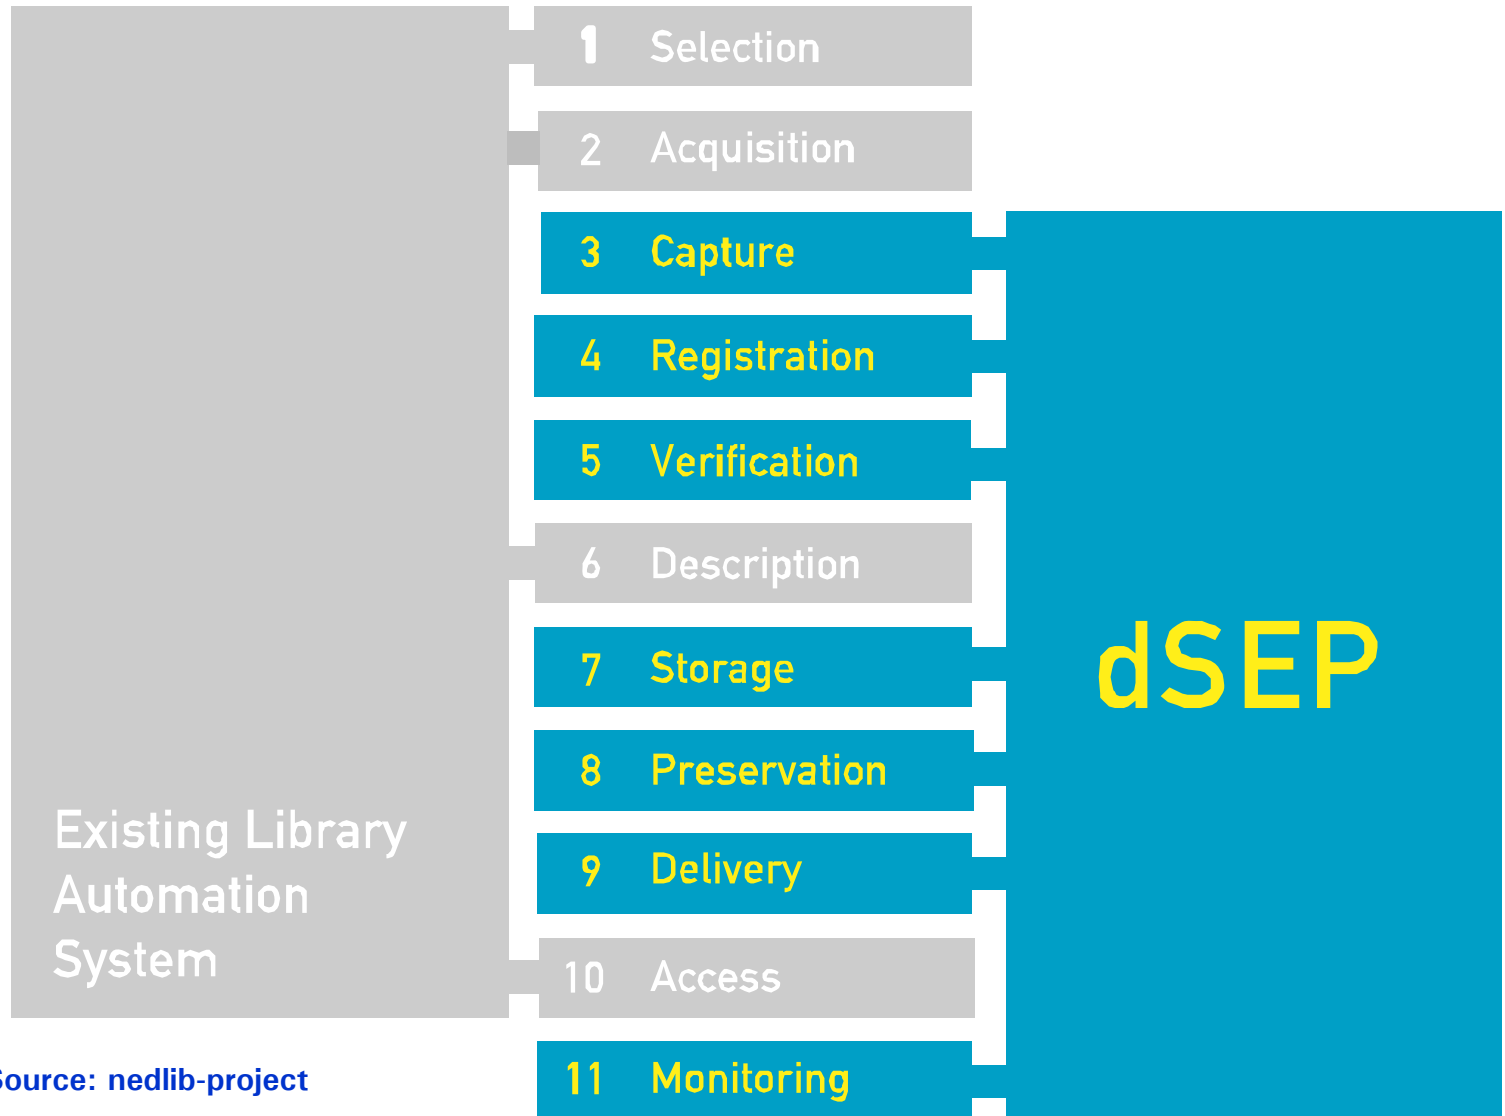 1 Selection
2 Acquisition
3 Capture
4 Registration
5 Verification
6 Description
7 Storage
8 Preservation
9 Delivery
10 Access
11 Monitoring
Existing Library
Automation
System
dSEP
Source: nedlib-project